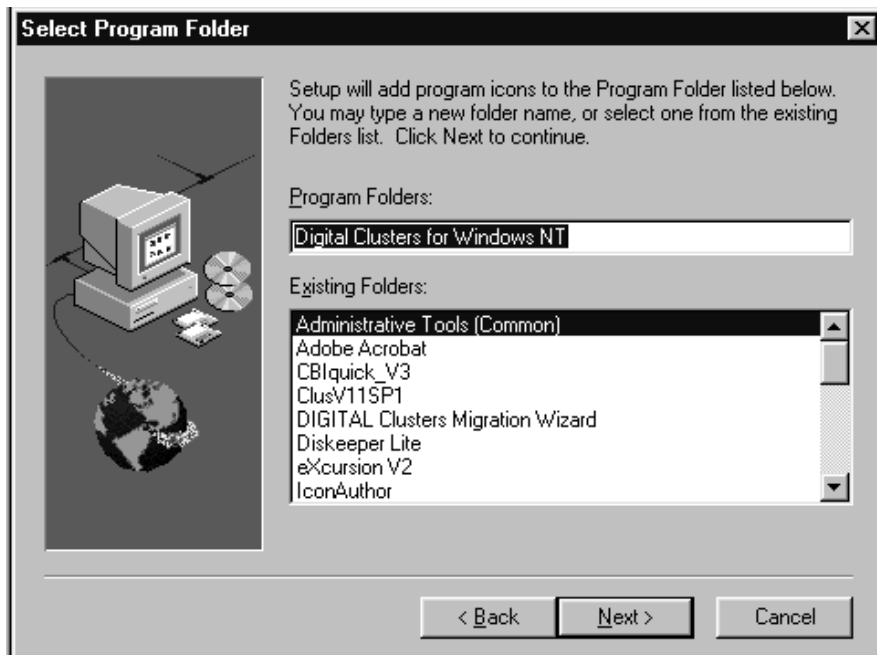 Select Program Folder
Setup will add program icons to the Program Folder listed below.
You may type a new folder name, or select one from the existing
Folders list. Click Next to continue.
Program Folders:
Digital Clusters for Windows NT
Existing Folders:
Administrative Tools (Common)
Adobe Acrobat
CBIquick_V3
ClusV11SP1
DIGITAL Clusters Migration Wizard
Diskeeper Lite
eXcursion V2
IconAuthor
< Back
Next >
Cancel